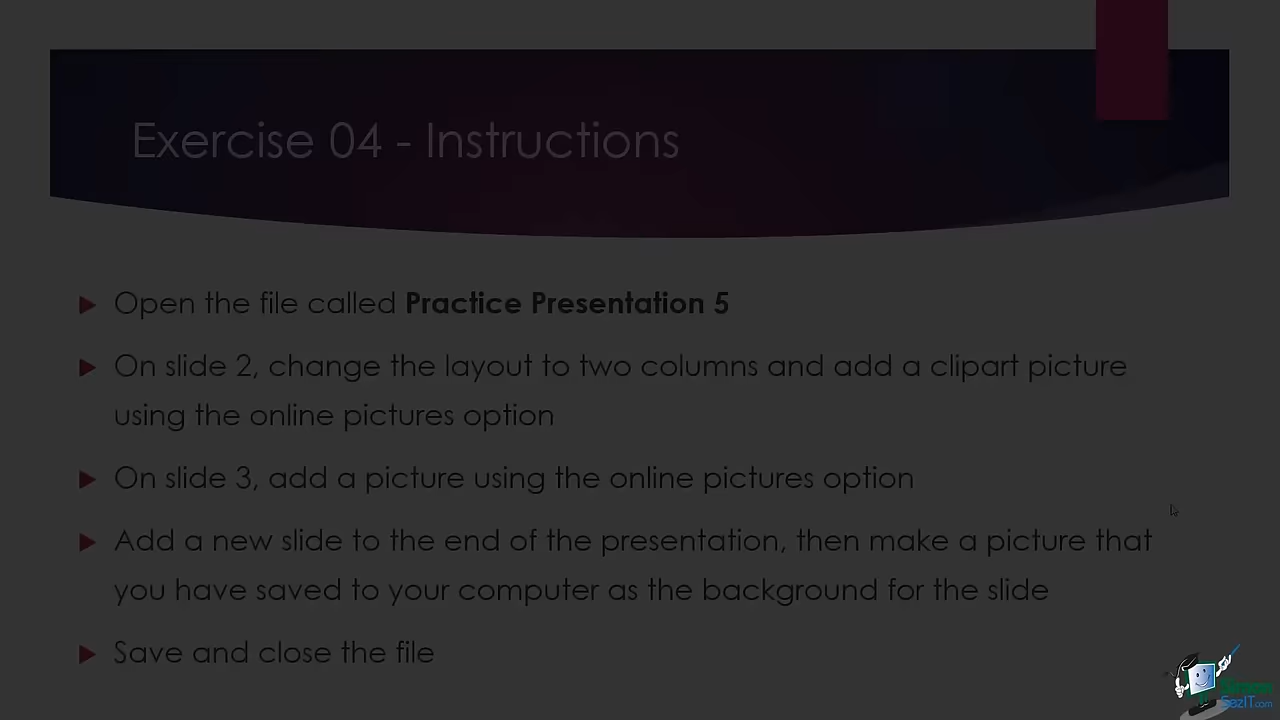 Exercise 04 - Instructions
Open the file called Practice Presentation 5
On slide 2, change the layout to two columns and add a clipart picture
using the online pictures option
On slide 3, add a picture using the online pictures option
Add a new slide to the end of the presentation, then make a picture that
you have saved to your computer as the background for the slide
Save and close the file
Simon
SezIT.com